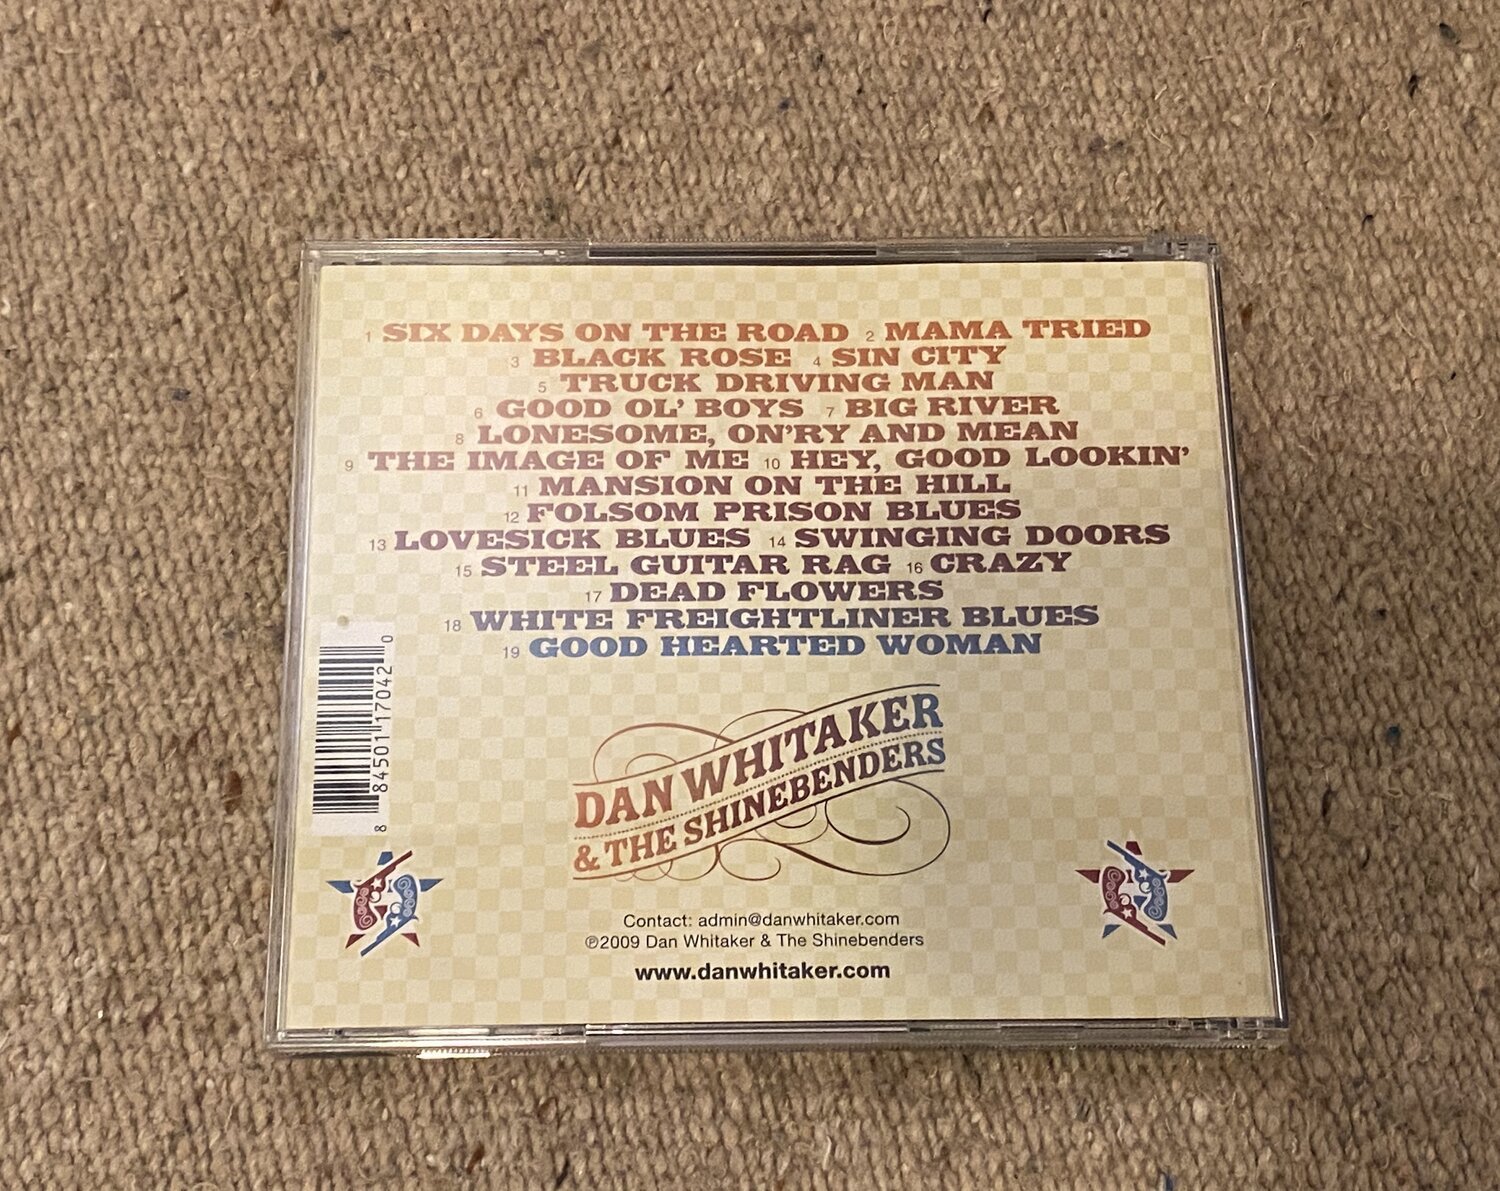 1 SIX DAYS ON THE ROAD 2 MAMA TRIED
3 BLACK ROSE 4 SIN CITY
5 TRUCK DRIVING MAN
6 GOOD OL' BOYS 7 BIG RIVER
8 LONESOME, ON'RY AND MEAN
9 THE IMAGE OF ME 10 HEY, GOOD LOOKIN'
11 MANSION ON THE HILL
12 FOLSOM PRISON BLUES
13 LOVESICK BLUES 14 SWINGING DOORS
15 STEEL GUITAR RAG 16 CRAZY
17 DEAD FLOWERS
18 WHITE FREIGHTLINER BLUES
19 GOOD HEARTED WOMAN
8 84501 17042 0
DAN WHITAKER
& THE SHINEBENDERS
Contact: admin@danwhitaker.com
℗2009 Dan Whitaker & The Shinebenders
www.danwhitaker.com